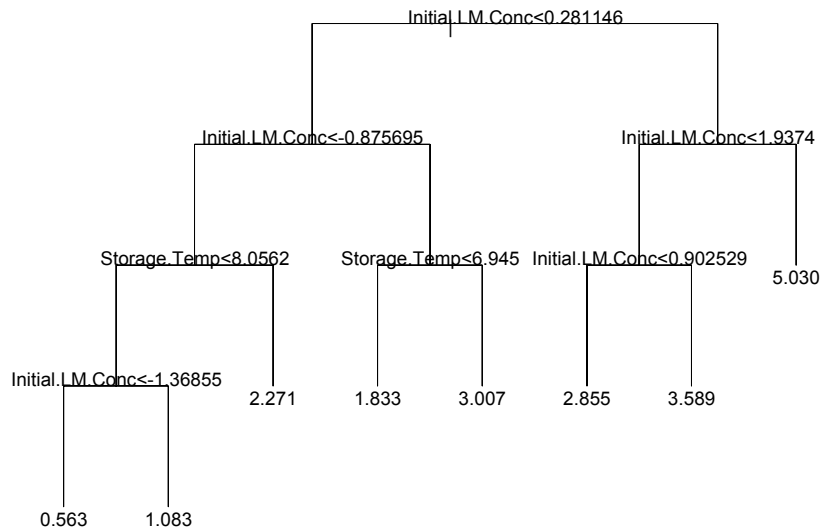 Initial.LM.Conc<0.281146
Initial.LM.Conc<-0.875695
Initial.LM.Conc<1.9374
Storage.Temp<8.0562
Storage.Temp<6.945
Initial.LM.Conc<0.902529
5.030
Initial.LM.Conc<-1.36855
2.271
1.833
3.007
2.855
3.589
0.563
1.083